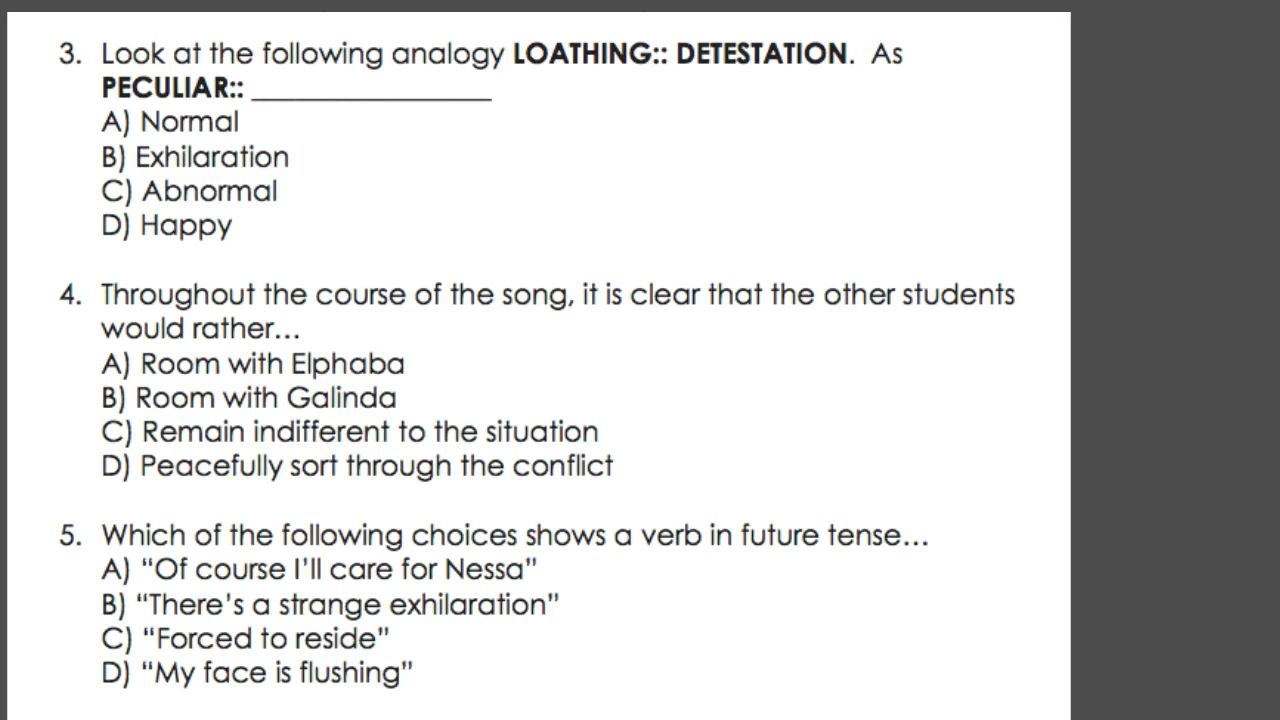 3. Look at the following analogy LOATHING:: DETESTATION. As
PECULIAR:: ________________
A) Normal
B) Exhilaration
C) Abnormal
D) Happy
4. Throughout the course of the song, it is clear that the other students
would rather…
A) Room with Elphaba
B) Room with Galinda
C) Remain indifferent to the situation
D) Peacefully sort through the conflict
5. Which of the following choices shows a verb in future tense…
A) “Of course I’ll care for Nessa”
B) “There’s a strange exhilaration”
C) “Forced to reside”
D) “My face is flushing”